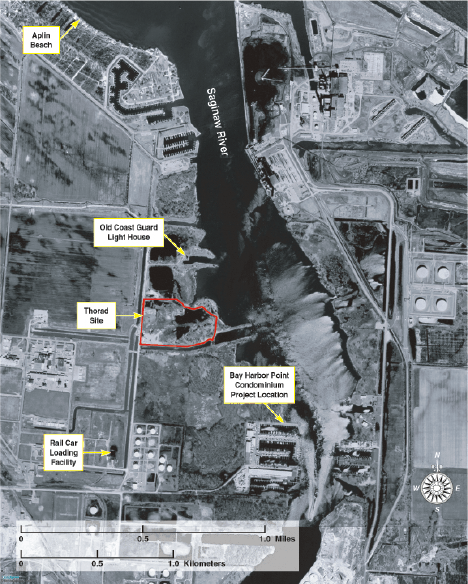 Aplin
Beach
Saginaw River
Old Coast Guard
Light House
Thorad
Site
Bay Harbor Point
Condominium
Project Location
Rail Car
Loading
Facility
N
W
E
S
0
0.5
1.0 Miles
0
0.5
1.0 Kilometers